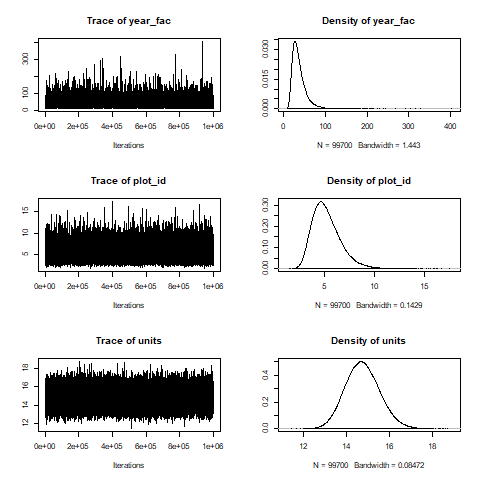 Trace of year_fac
Density of year_fac
100
300
0e+00 2e+05 4e+05 6e+05 8e+05 1e+06
Iterations
0.000
0.015
0.030
0 100 200 300 400
N = 99700 Bandwidth = 1.443
Trace of plot_id
Density of plot_id
5
10
15
0e+00 2e+05 4e+05 6e+05 8e+05 1e+06
Iterations
0.00
0.10
0.20
0.30
5 10 15
N = 99700 Bandwidth = 0.1429
Trace of units
Density of units
12
14
16
18
0e+00 2e+05 4e+05 6e+05 8e+05 1e+06
Iterations
0.0
0.2
0.4
12 14 16 18
N = 99700 Bandwidth = 0.08472